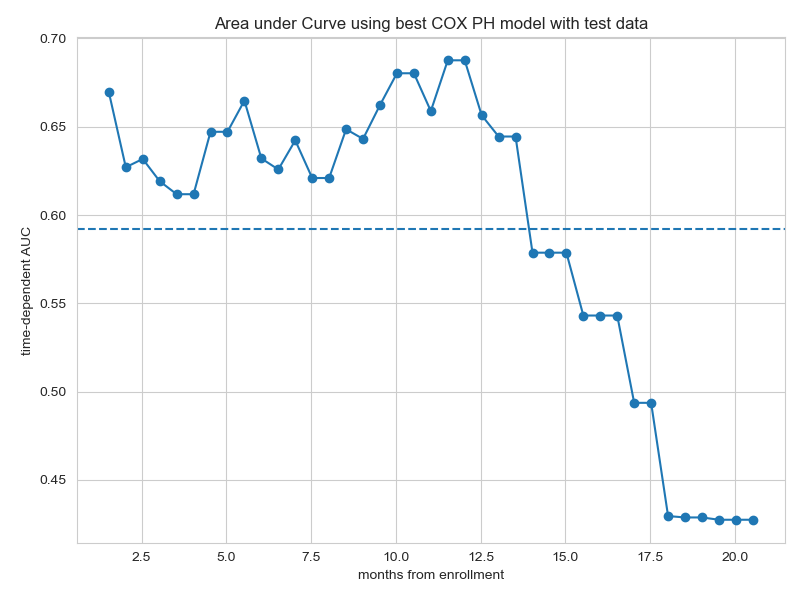 Area under Curve using best COX PH model with test data
time-dependent AUC
0.70
0.65
0.60
0.55
0.50
0.45
2.5 5.0 7.5 10.0 12.5 15.0 17.5 20.0
months from enrollment